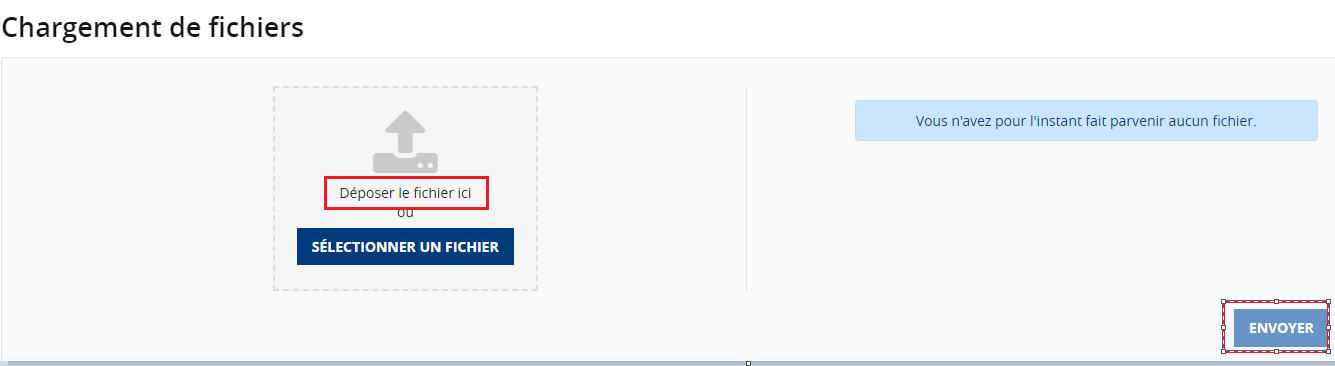 Chargement de fichiers
Déposer le fichier ici
ou
SÉLECTIONNER UN FICHIER
Vous n'avez pour l'instant fait parvenir aucun fichier.
ENVOYER